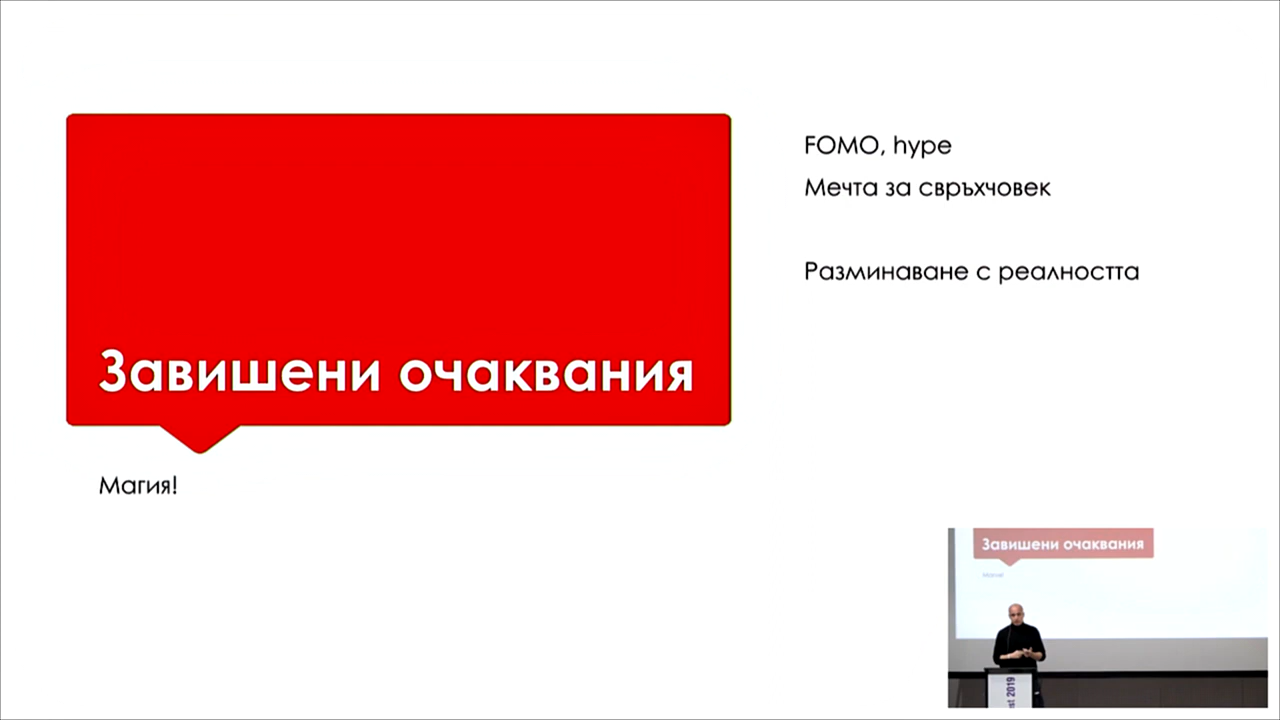 Завишени очаквания
Магия!
FOMO, hype
Мечта за свръхчовек
Разминаване с реалността
Завишени очаквания
2019